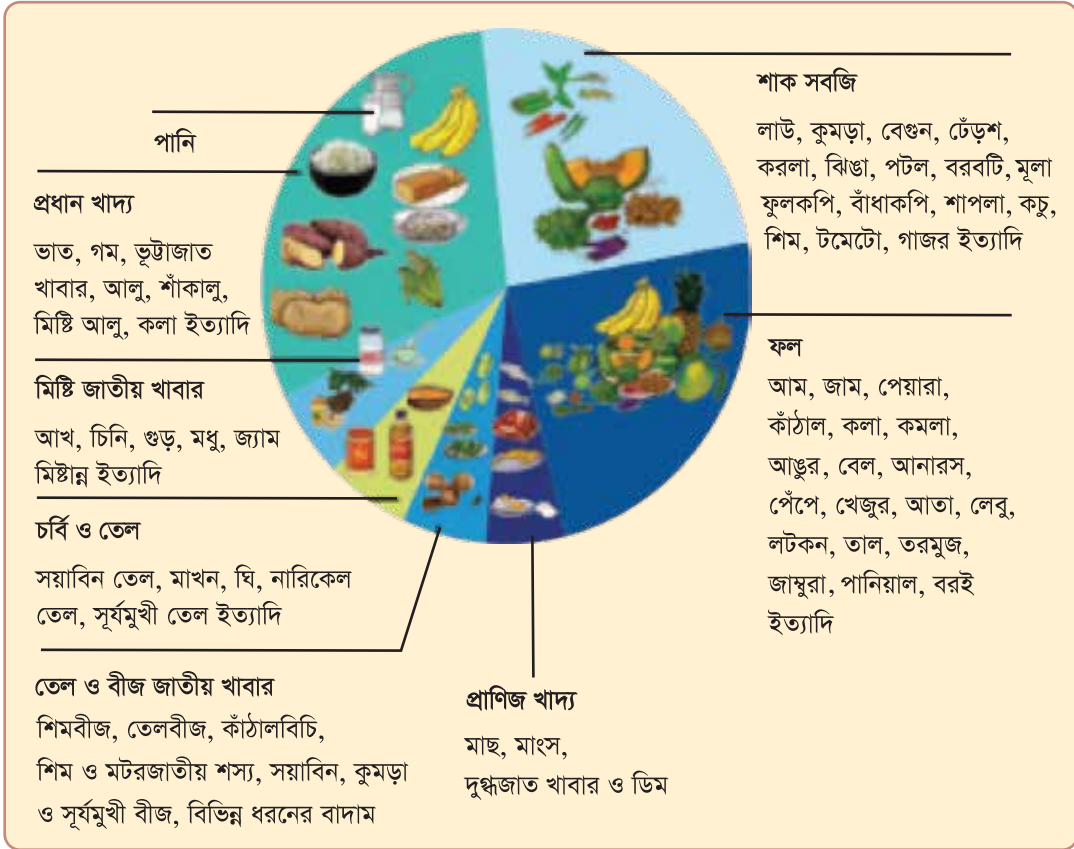 পানি
প্রধান খাদ্য
ভাত, গম, ভূট্টাজাত
খাবার, আলু, শাঁকালু,
মিষ্টি আলু, কলা ইত্যাদি
মিষ্টি জাতীয় খাবার
আখ, চিনি, গুড়, মধু, জ্যাম
মিষ্টান্ন ইত্যাদি
চর্বি ও তেল
সয়াবিন তেল, মাখন, ঘি, নারিকেল
তেল, সূর্যমুখী তেল ইত্যাদি
তেল ও বীজ জাতীয় খাবার
শিমবীজ, তেলবীজ, কাঁঠালবিচি,
শিম ও মটরজাতীয় শস্য, সয়াবিন, কুমড়া
ও সূর্যমুখী বীজ, বিভিন্ন ধরনের বাদাম
প্রাণিজ খাদ্য
মাছ, মাংস,
দুগ্ধজাত খাবার ও ডিম
শাক সবজি
লাউ, কুমড়া, বেগুন, ঢেঁড়শ,
করলা, ঝিঙা, পটল, বরবটি, মূলা
ফুলকপি, বাঁধাকপি, শাপলা, কচু,
শিম, টমেটো, গাজর ইত্যাদি
ফল
আম, জাম, পেয়ারা,
কাঁঠাল, কলা, কমলা,
আঙুর, বেল, আনারস,
পেঁপে, খেজুর, আতা, লেবু,
লটকন, তাল, তরমুজ,
জাম্বুরা, পানিয়াল, বরই
ইত্যাদি